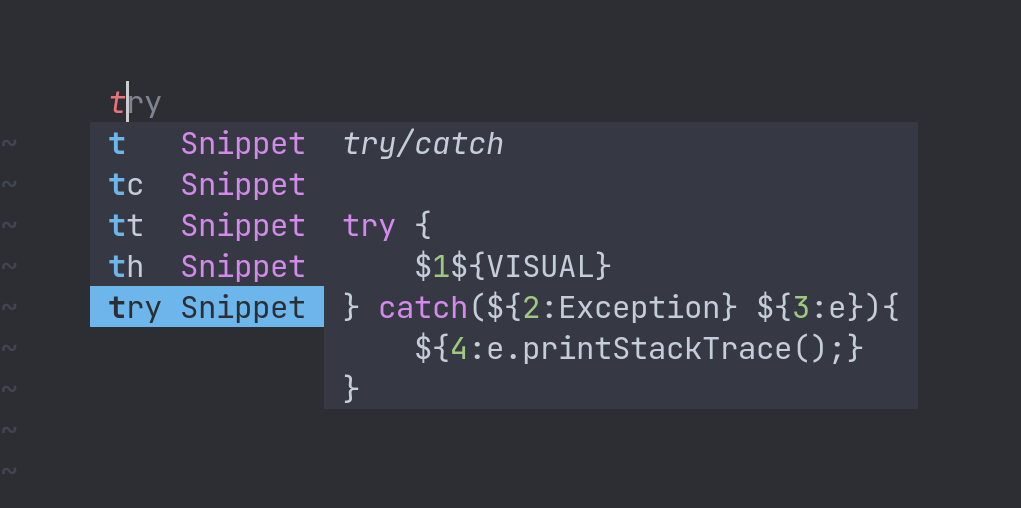 try
t Snippet try/catch
tc Snippet
tt Snippet try {
th Snippet $1${VISUAL}
try Snippet } catch(${2:Exception} ${3:e}){
~ ${4:e.printStackTrace();}
~ }
~
~